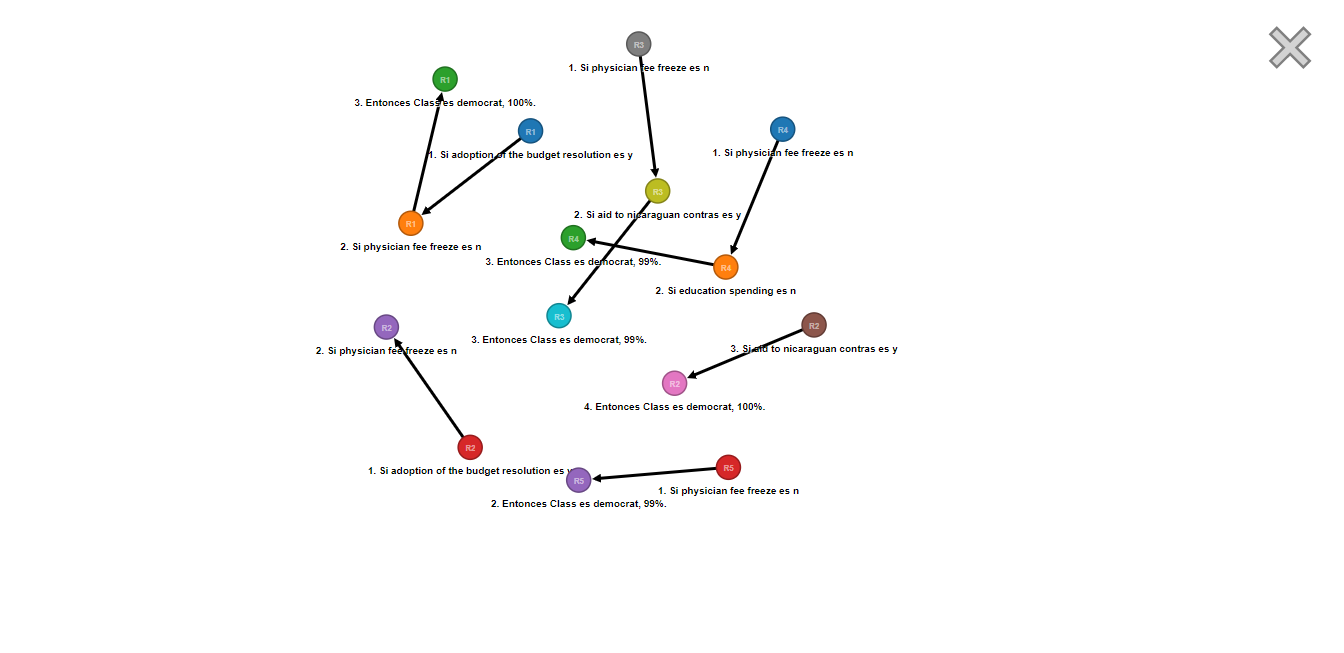 R3
1. Si physician fee freeze es n
R1
3. Entonces Class es democrat, 100%.
R1
1. Si adoption of the budget resolution es y
R4
1. Si physician fee freeze es n
R3
2. Si aid to nicaraguan contras es y
R1
2. Si physician fee freeze es n
R4
3. Entonces Class es democrat, 99%.
R4
2. Si education spending es n
R3
3. Entonces Class es democrat, 99%.
R2
2. Si physician fee freeze es n
R2
3. Si aid to nicaraguan contras es y
R2
4. Entonces Class es democrat, 100%.
R2
1. Si adoption of the budget resolution es y
R5
1. Si physician fee freeze es n
R5
2. Entonces Class es democrat, 99%.